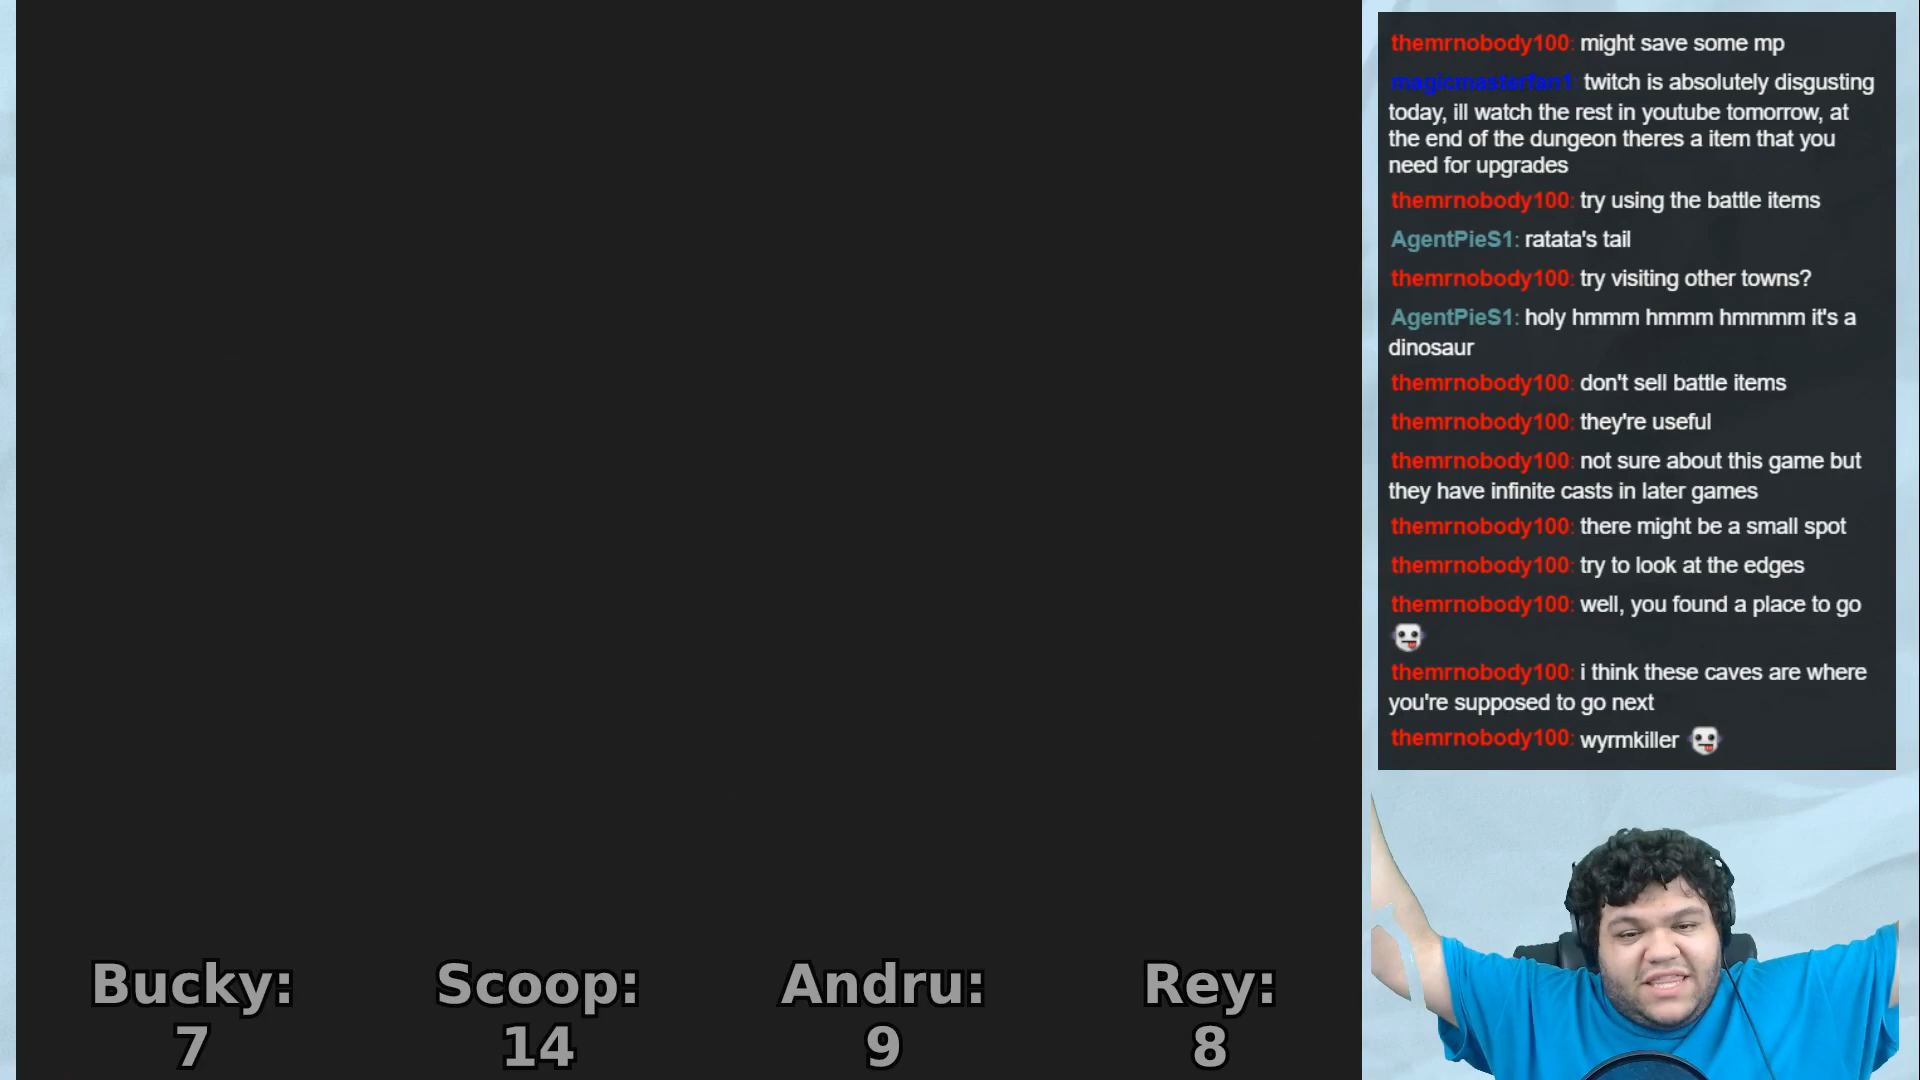 themrnobody100: might save some mp
magicmasterfan1: twitch is absolutely disgusting
today, ill watch the rest in youtube tomorrow, at
the end of the dungeon theres a item that you
need for upgrades
themrnobody100: try using the battle items
AgentPieS1: ratata's tail
themrnobody100: try visiting other towns?
AgentPieS1: holy hmmm hmmm hmmmm it's a
dinosaur
themrnobody100: don't sell battle items
themrnobody100: they're useful
themrnobody100: not sure about this game but
they have infinite casts in later games
themrnobody100: there might be a small spot
themrnobody100: try to look at the edges
themrnobody100: well, you found a place to go
themrnobody100: i think these caves are where
you're supposed to go next
themrnobody100: wyrmkiller
Bucky: Scoop: Andru: Rey:
7 14 9 8